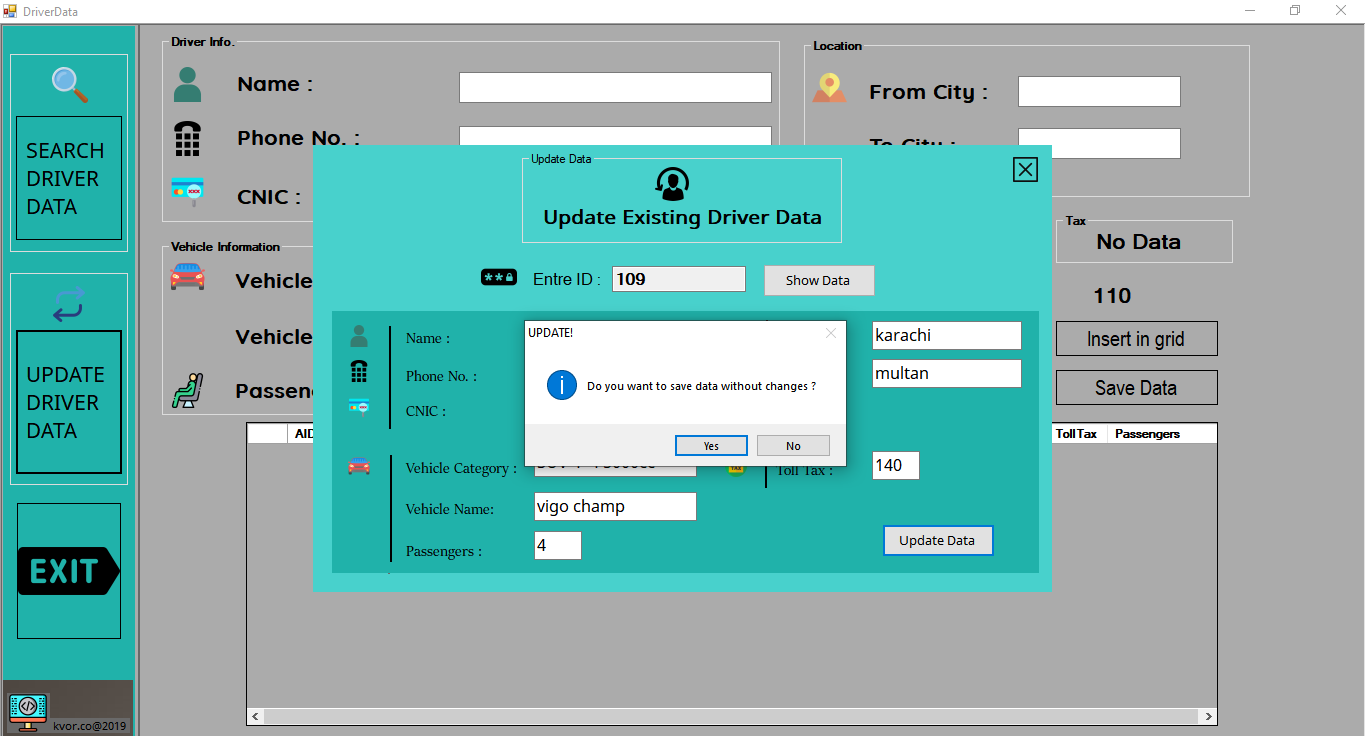 DriverData
SEARCH
DRIVER
DATA
UPDATE
DRIVER
DATA
EXIT
kvor.co@2019
Driver Info.
Name :
Phone No. :
CNIC :
Location
From City :
To City :
Vehicle Information
Vehicle
Vehicle
Tax
No Data
110
Insert in grid
Save Data
AID
TollTax Passengers
Update Data
Update Existing Driver Data
Entre ID : 109 Show Data
Name :
Phone No. :
CNIC :
karachi
multan
Vehicle Category :
Vehicle Name: vigo champ
Passengers : 4
Toll Tax : 140
Update Data
UPDATE!
Do you want to save data without changes ?
Yes No